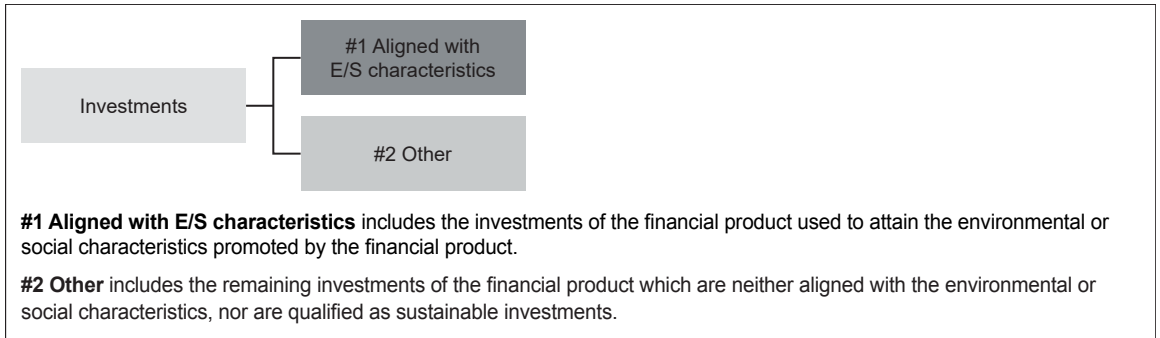 #1 Aligned with
E/S characteristics
Investments
#2 Other
#1 Aligned with E/S characteristics includes the investments of the financial product used to attain the environmental or
social characteristics promoted by the financial product.
#2 Other includes the remaining investments of the financial product which are neither aligned with the environmental or
social characteristics, nor are qualified as sustainable investments.